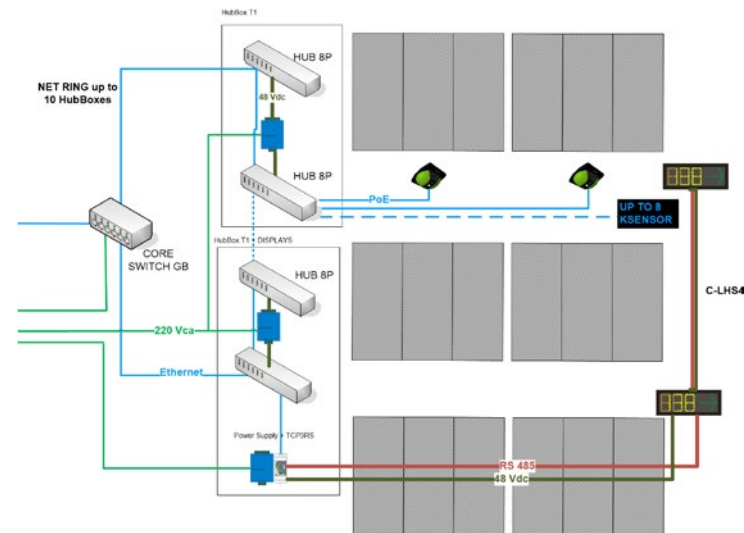 HubBox T1
HUB 8P
NET RING up to
10 HubBoxes
48 Vdc
HUB 8P
PoE
UP TO 8
KSENSOR
CORE
SWITCH GB
HubBox T1 + DISPLAYS
HUB 8P
C-LHS4
220 Vca
Ethernet
Power Supply + TCP3RS
RS 485
48 Vdc